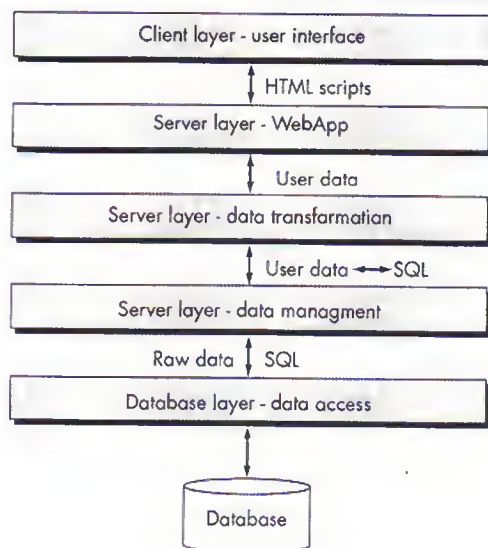 Client layer - user interface
HTML scripts
Server layer - WebApp
User data
Server layer - data transfarmation
User data SQL
Server layer - data managment
Raw data SQL
Database layer - data access
Database